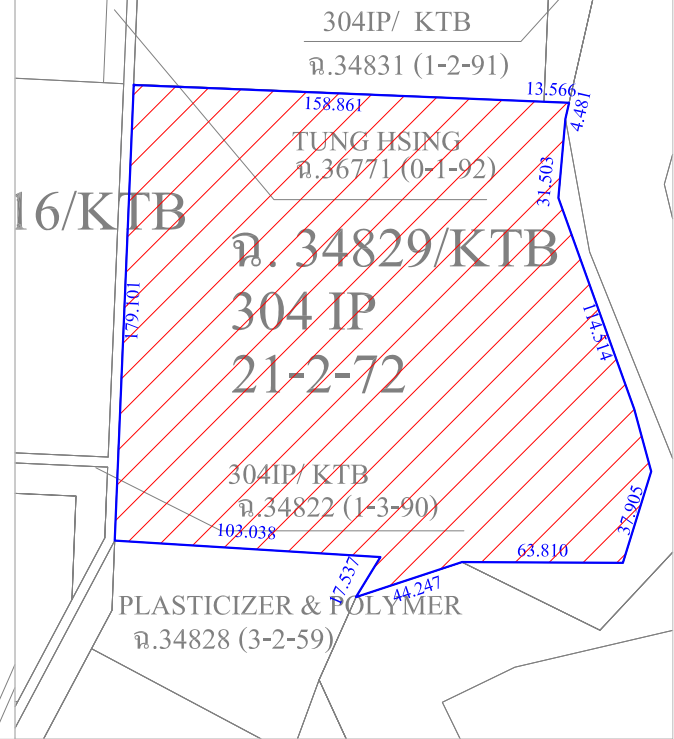 304IP/ KTB
ฉ.34831 (1-2-91)
13.566
158.861
4.481
TUNG HSING
ฉ.36771 (0-1-92)
31.503
16/KTB
ฉ. 34829/KTB
304 IP
21-2-72
179.101
114.514
304IP/ KTB
ฉ.34822 (1-3-90)
37.905
103.038
63.810
17.537
44.247
PLASTICIZER & POLYMER
ฉ.34828 (3-2-59)